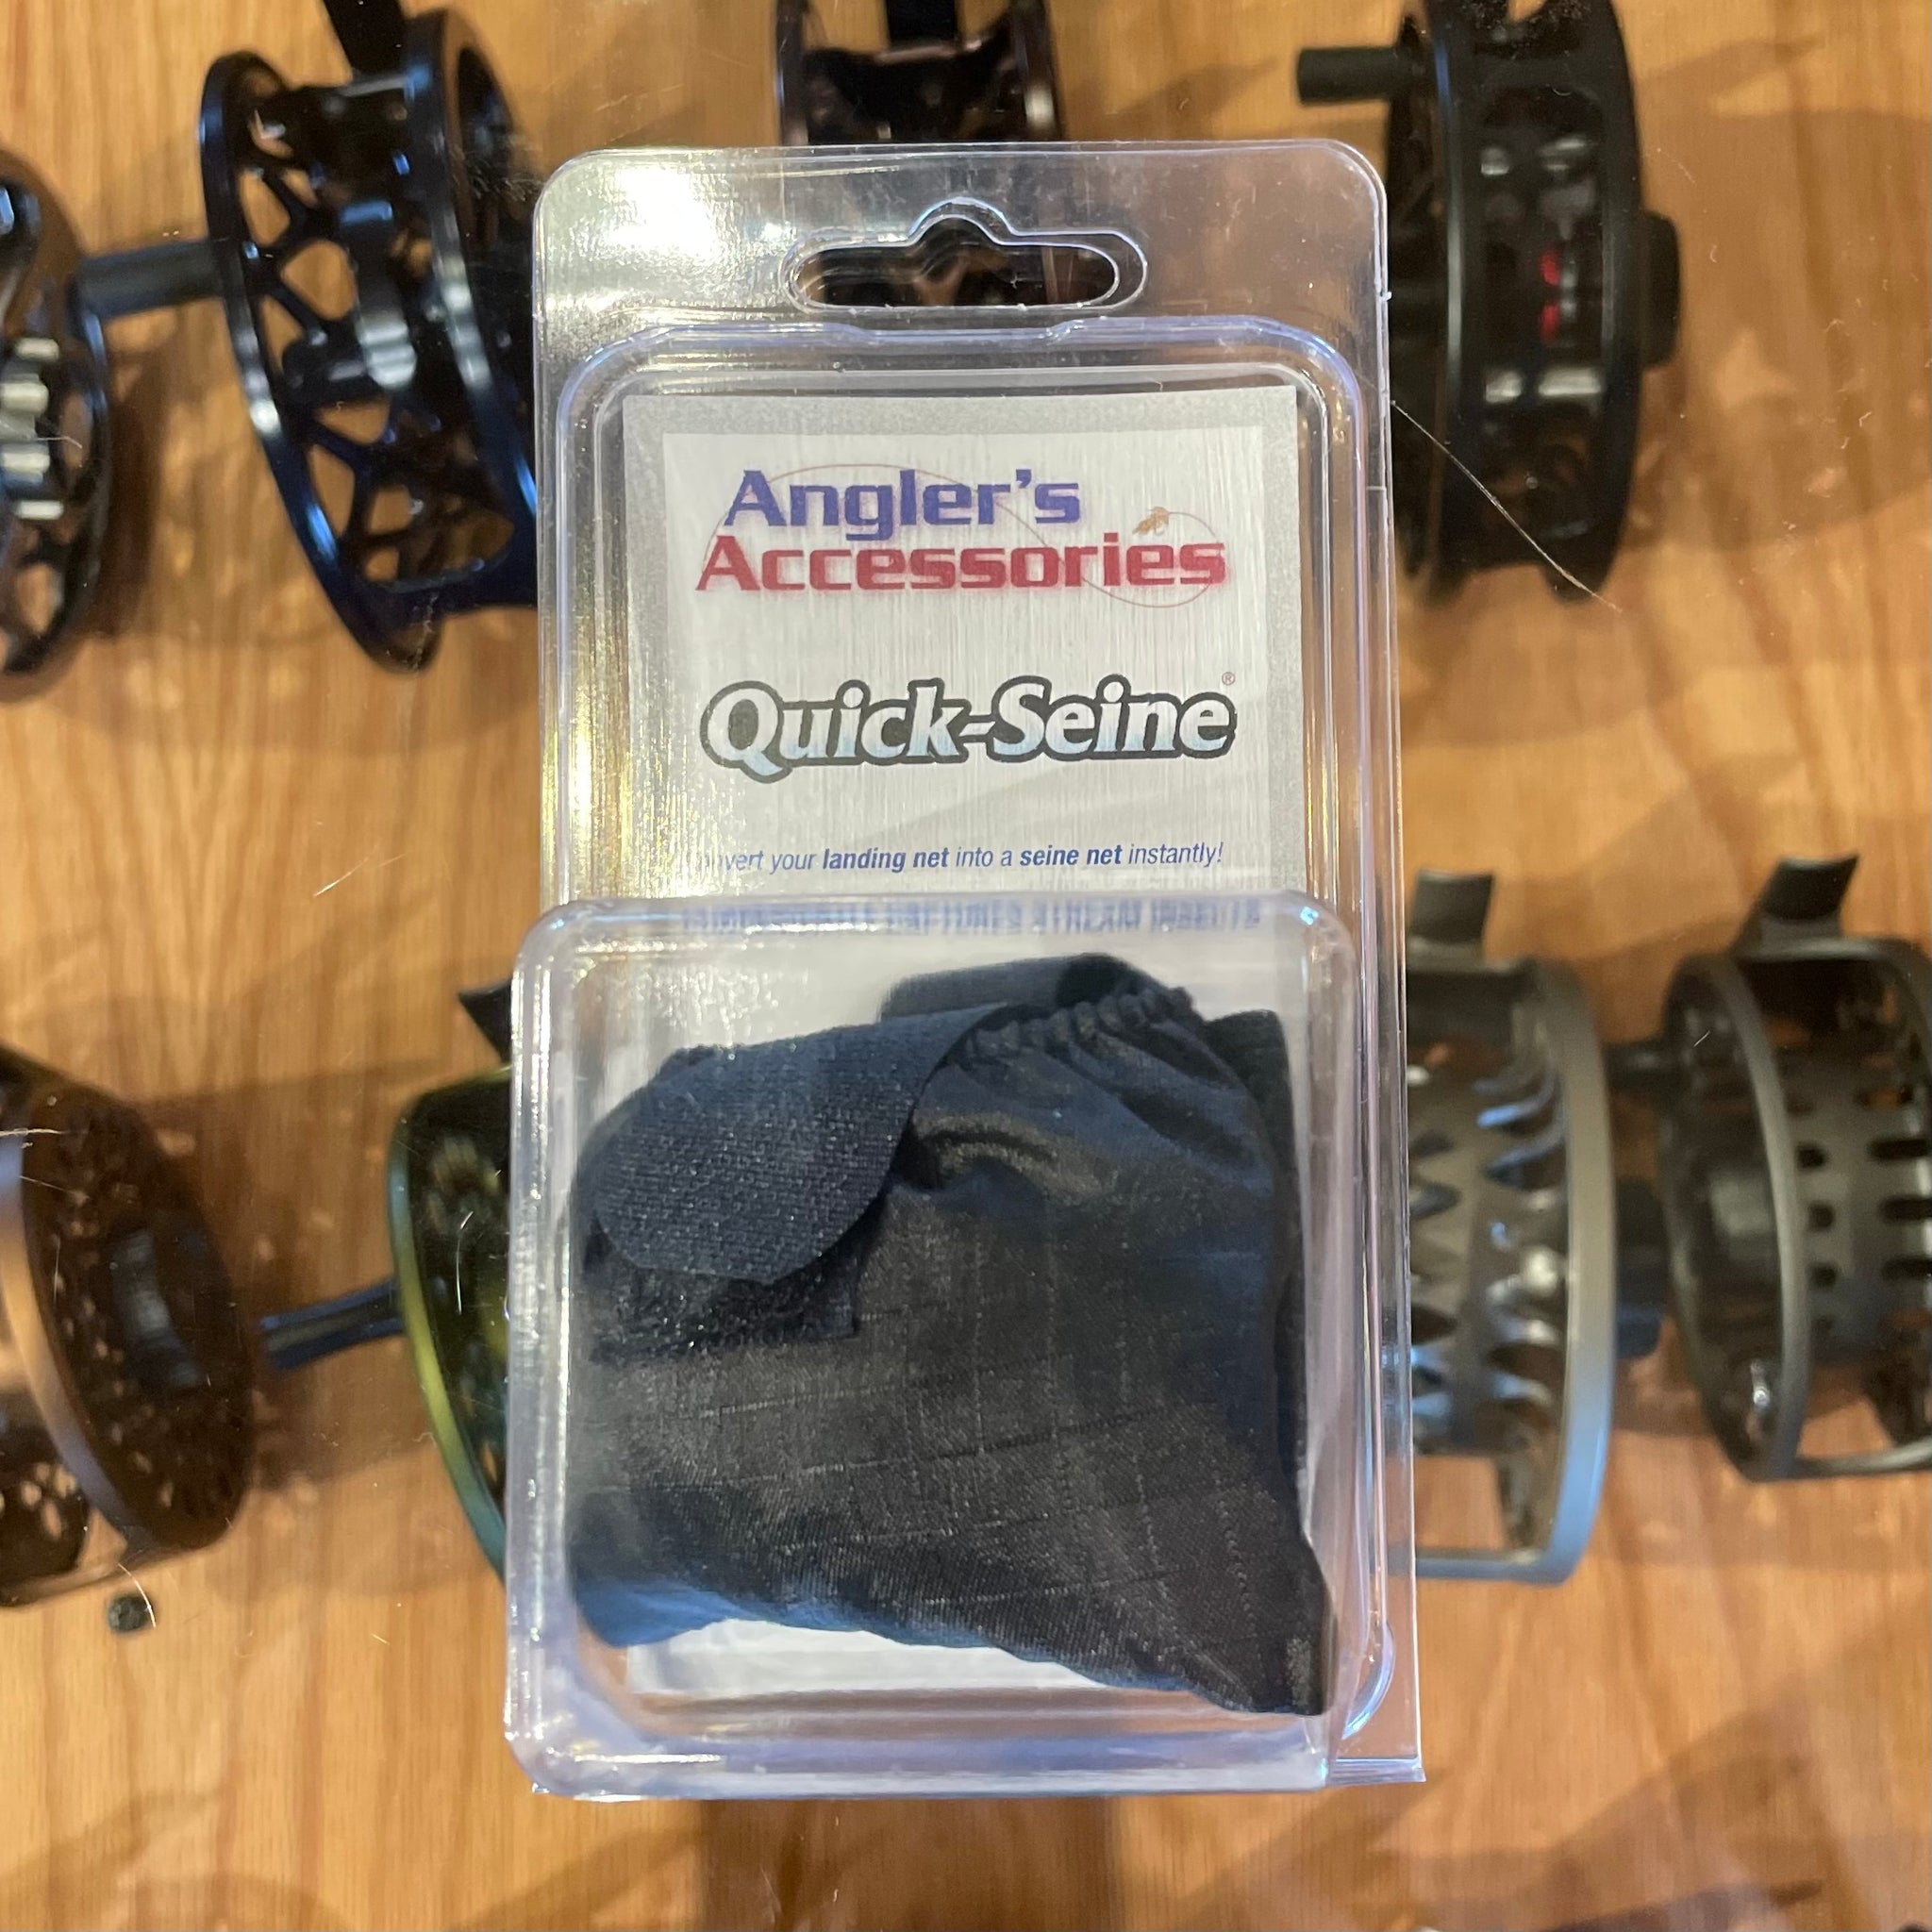 Angler's
Accessories
Quick-Seine®
your landing net into a seine net instantly!